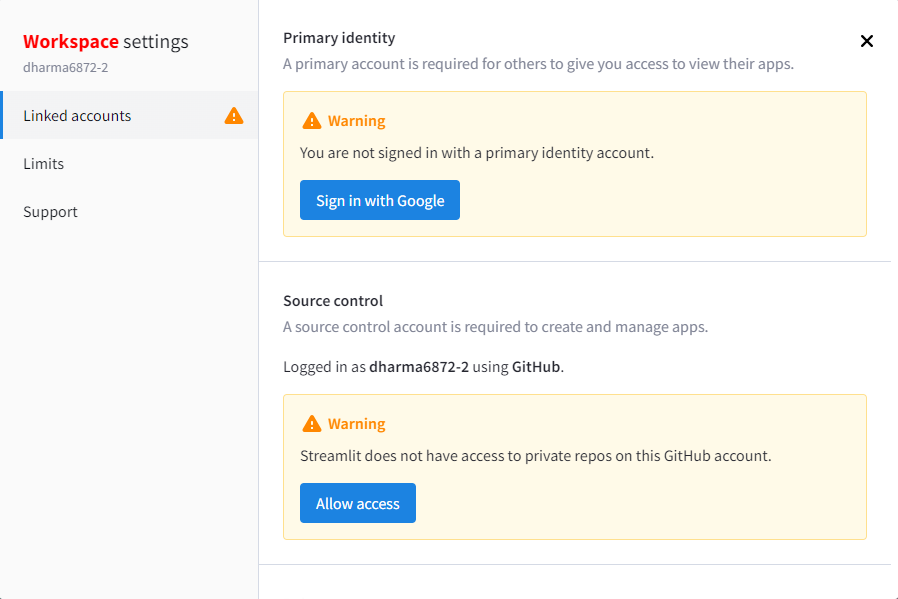 Workspace settings
dharma6872-2
Linked accounts
Limits
Support
Primary identity
A primary account is required for others to give you access to view their apps.
Warning
You are not signed in with a primary identity account.
Sign in with Google
Source control
A source control account is required to create and manage apps.
Logged in as dharma6872-2 using GitHub.
Warning
Streamlit does not have access to private repos on this GitHub account.
Allow access